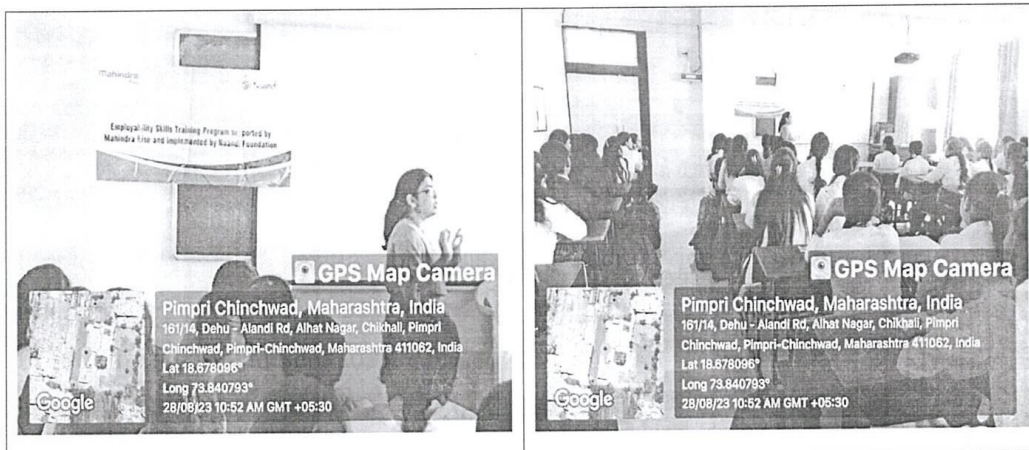 mahindra
Employability Skills Training Program supported by
Mahindra Rise and implemented by Naandi Foundation
GPS Map Camera
Pimpri Chinchwad, Maharashtra, India
161/14, Dehu - Alandi Rd, Alhat Nagar, Chikhali, Pimpri
Chinchwad, Pimpri-Chinchwad, Maharashtra 411062, India
Lat 18.678096°
Long 73.840793°
28/08/23 10:52 AM GMT +05:30
Google
GPS Map Camera
Pimpri Chinchwad, Maharashtra, India
161/14, Dehu - Alandi Rd, Alhat Nagar, Chikhali, Pimpri
Chinchwad, Pimpri-Chinchwad, Maharashtra 411062, India
Lat 18.678096°
Long 73.840793°
28/08/23 10:52 AM GMT +05:30
Google